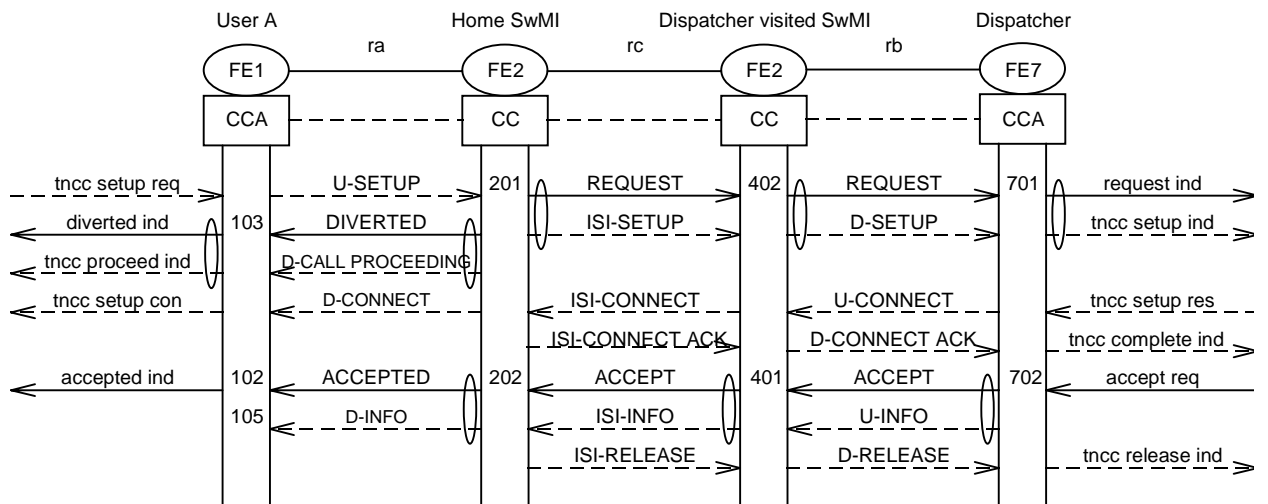 User A Home SwMI Dispatcher visited SwMI Dispatcher
ra rc rb
FE1 FE2 FE2 FE7
CCA CC CC CCA
tncc setup req U-SETUP 201 REQUEST 402 REQUEST 701 request ind
diverted ind 103 DIVERTED ISI-SETUP D-SETUP tncc setup ind
tncc proceed ind D-CALL PROCEEDING
tncc setup con D-CONNECT ISI-CONNECT U-CONNECT tncc setup res
ISI-CONNECT ACK D-CONNECT ACK tncc complete ind
accepted ind 102 ACCEPTED 202 ACCEPT 401 ACCEPT 702 accept req
105 D-INFO ISI-INFO U-INFO
ISI-RELEASE D-RELEASE tncc release ind